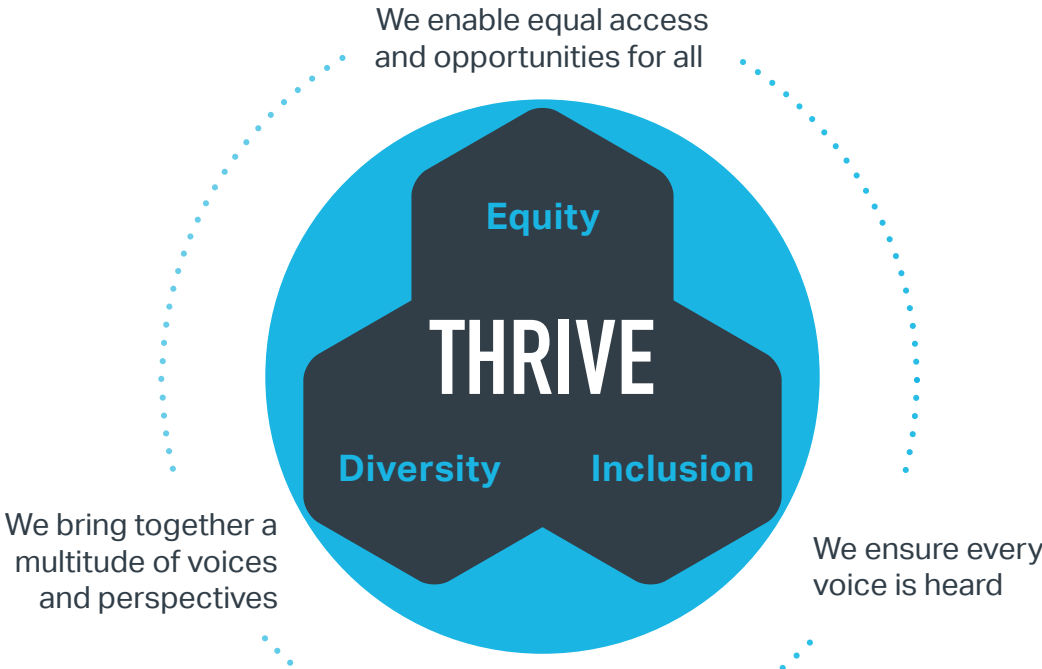 We enable equal access
and opportunities for all
Equity
THRIVE
Diversity
Inclusion
We bring together a
multitude of voices
and perspectives
We ensure every
voice is heard